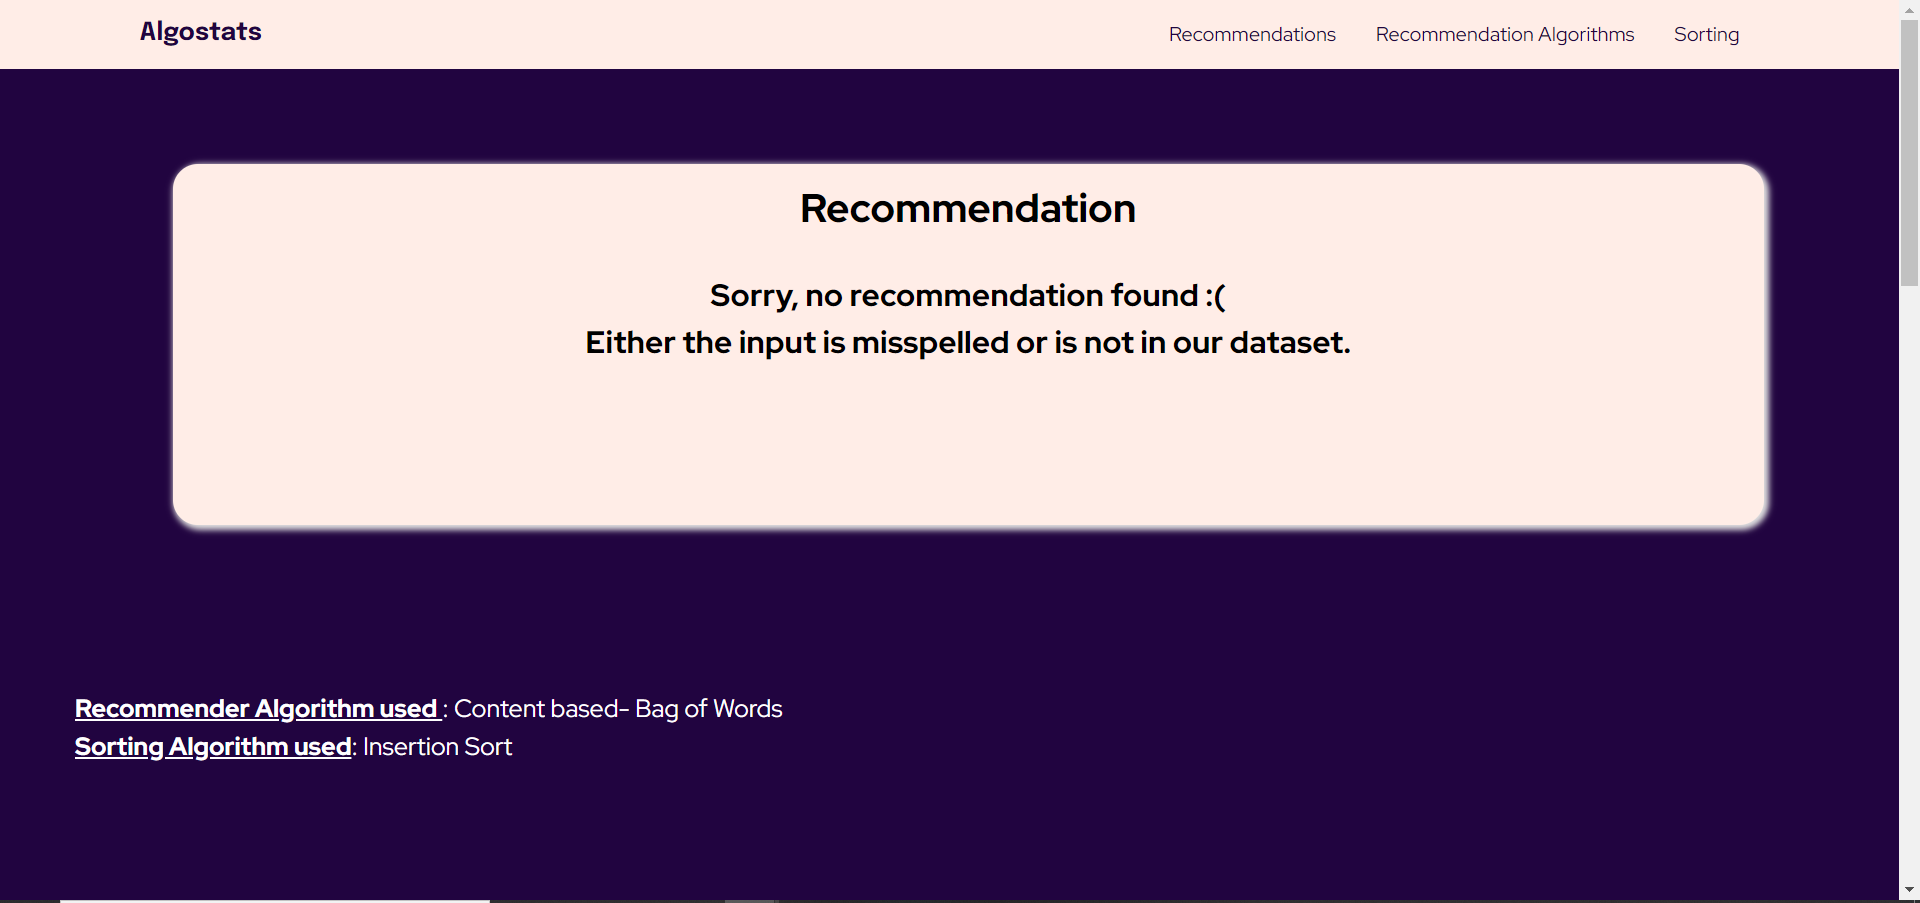 Algostats
Recommendations Recommendation Algorithms Sorting
Recommendation
Sorry, no recommendation found :(
Either the input is misspelled or is not in our dataset.
Recommender Algorithm used : Content based- Bag of Words
Sorting Algorithm used: Insertion Sort